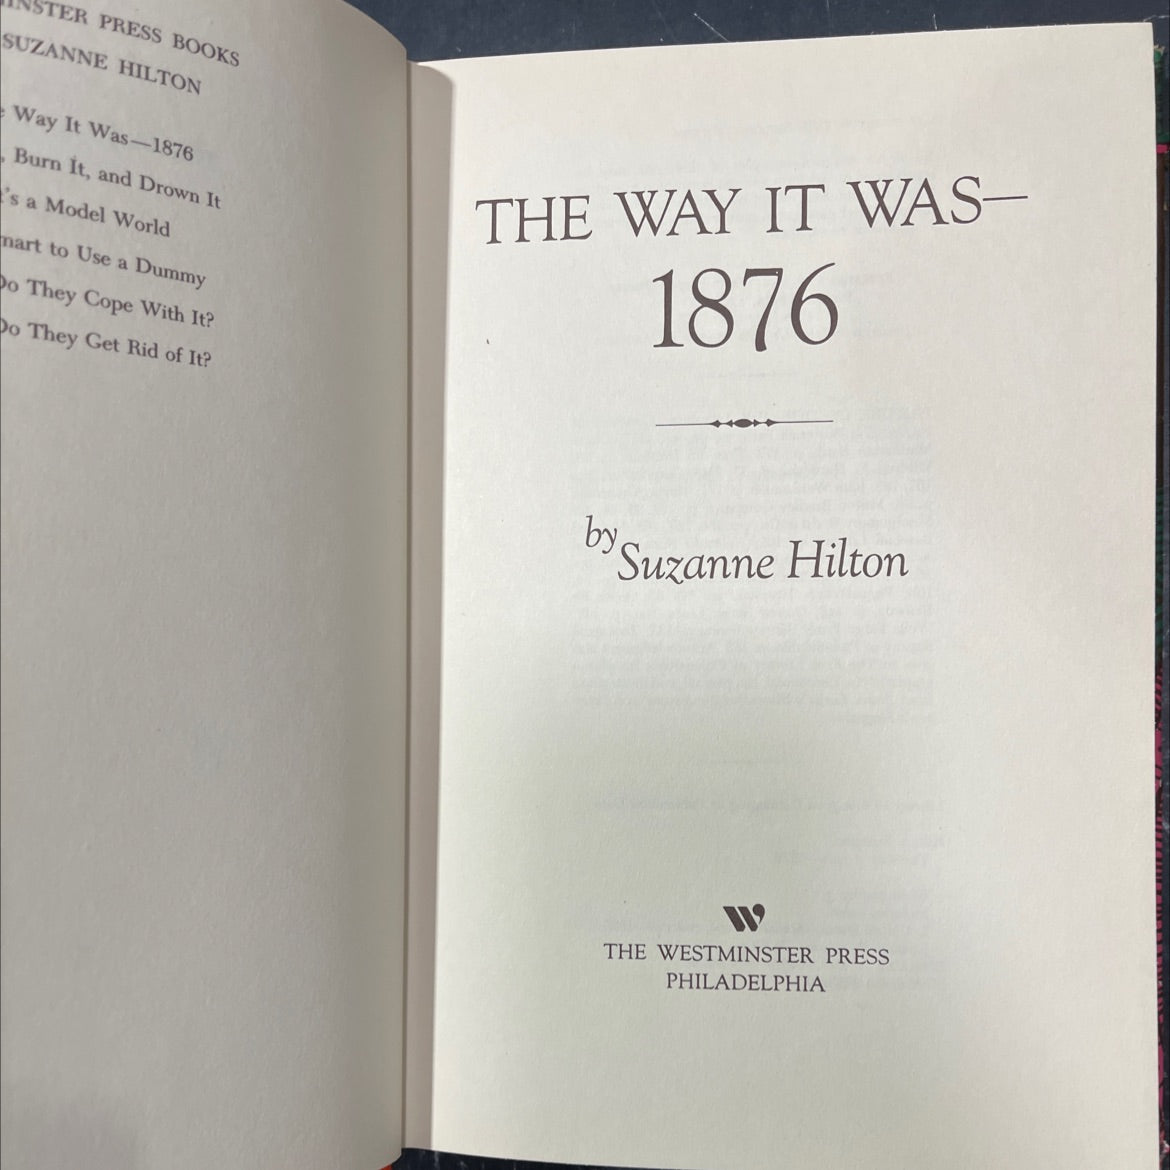 PRESS BOOKS
SUZANNE HILTON
Way It Was—1876
Burn It, and Drown It
's a Model World
to Use a Dummy
Do They Cope With It?
Do They Get Rid of It?
THE WAY IT WAS—
1876
by
Suzanne Hilton
THE WESTMINSTER PRESS
PHILADELPHIA